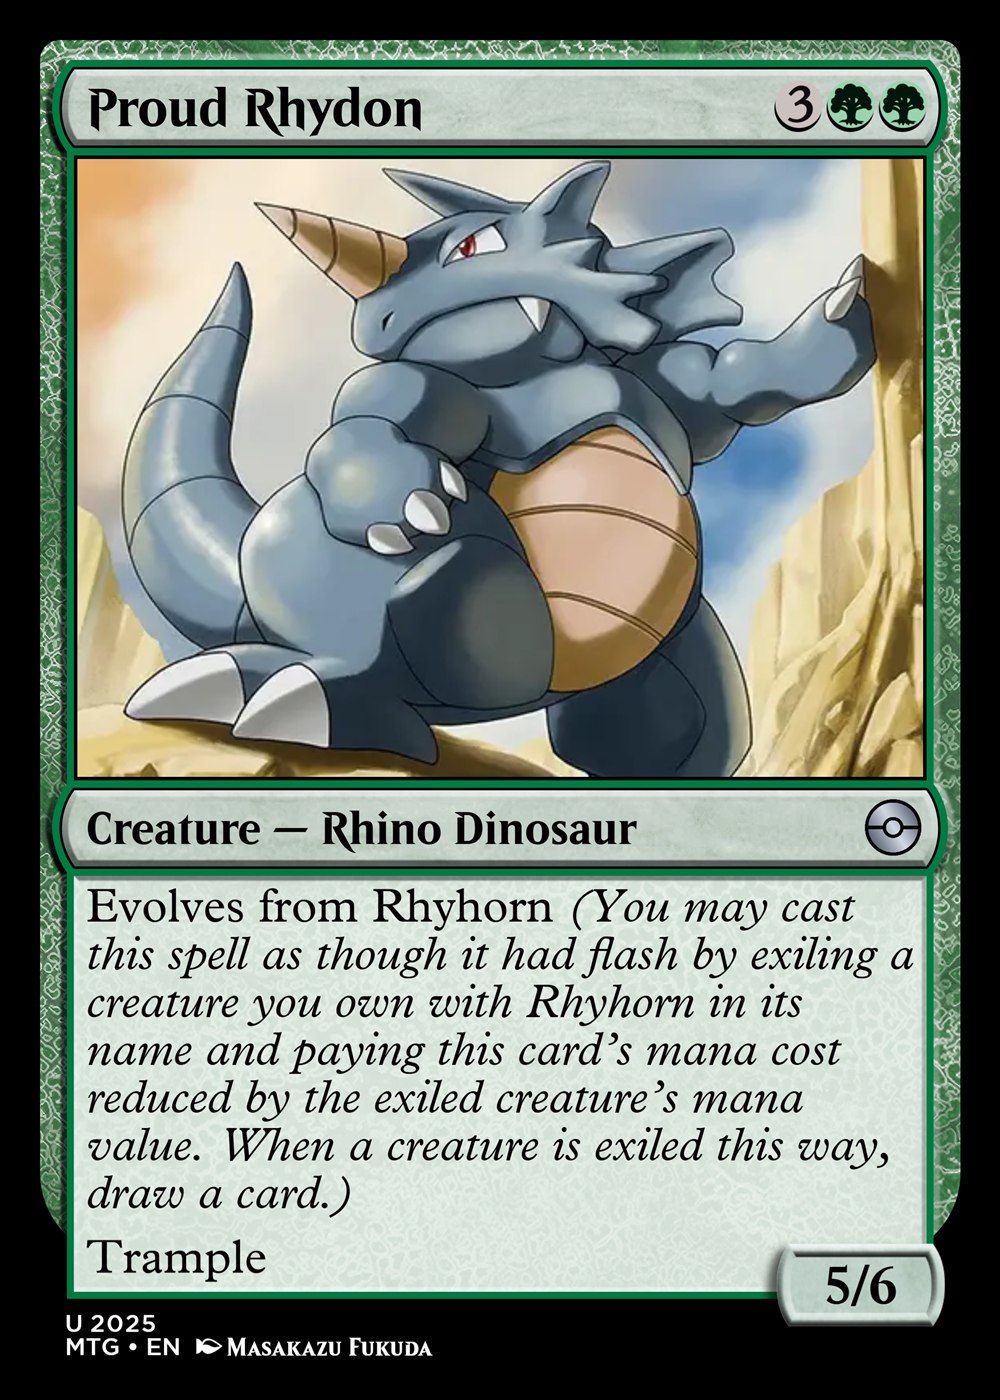 Proud Rhydon 3
Creature — Rhino Dinosaur
Evolves from Rhyhorn (You may cast
this spell as though it had flash by exiling a
creature you own with Rhyhorn in its
name and paying this card's mana cost
reduced by the exiled creature's mana
value. When a creature is exiled this way,
draw a card.)
Trample
5/6
U 2025
MTG • EN Masakazu Fukuda